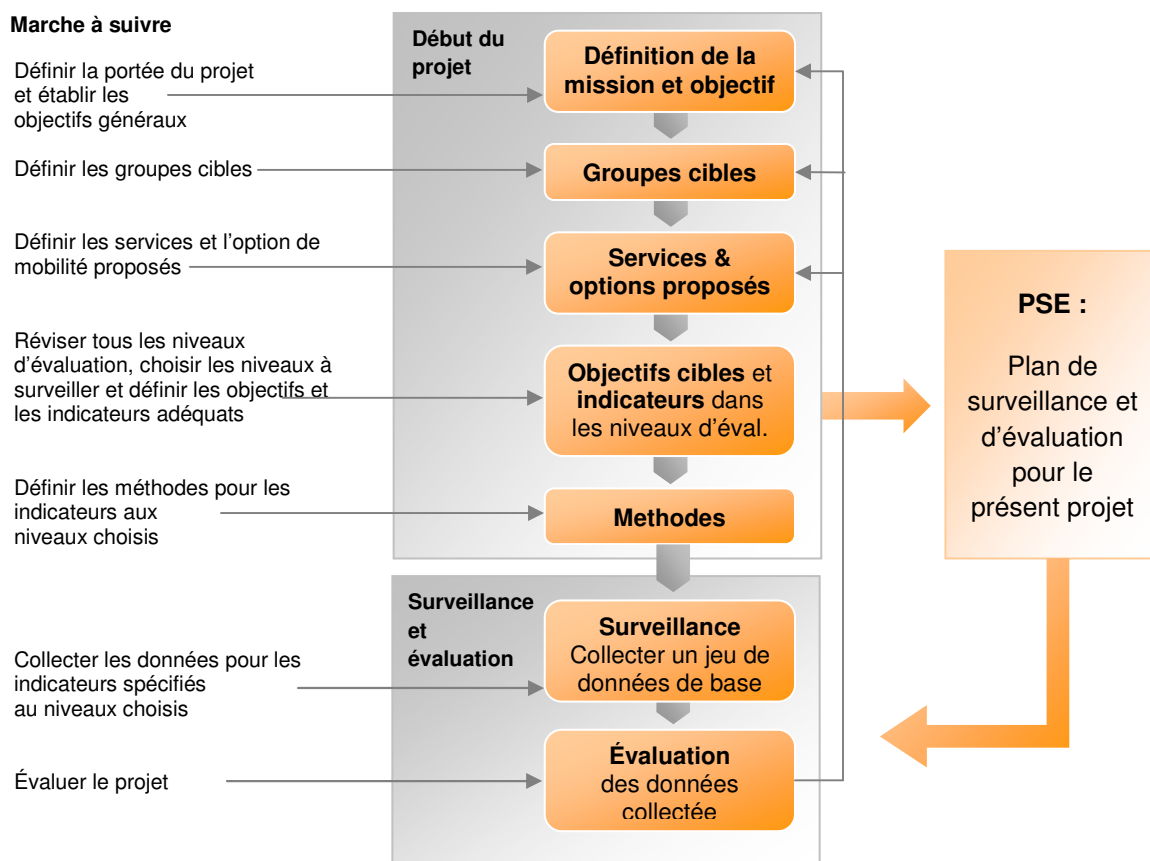 Marche à suivre
Définir la portée du projet
et établir les
objectifs généraux
Définir les groupes cibles
Définir les services et l'option de
mobilité proposés
Réviser tous les niveaux
d'évaluation, choisir les niveaux à
surveiller et définir les objectifs et
les indicateurs adéquats
Définir les méthodes pour les
indicateurs aux
niveaux choisis
Collecter les données pour les
indicateurs spécifiés
au niveaux choisis
Évaluer le projet
Début du
projet
Définition de la
mission et objectif
Groupes cibles
Services &
options proposés
Objectifs cibles et
indicateurs dans
les niveaux d'éval.
Methodes
Surveillance
et
évaluation
Surveillance
Collecter un jeu de
données de base
Évaluation
des données
collectée
PSE :
Plan de
surveillance et
d'évaluation
pour le
présent projet